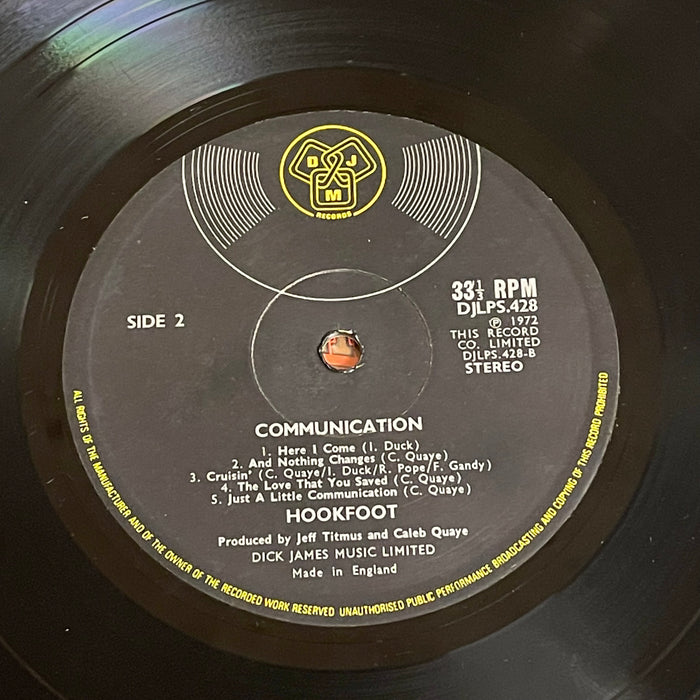 D J
M
RECORDS
SIDE 2
33⅓ RPM
DJLPS.428
Ⓟ 1972
THIS RECORD
CO. LIMITED
DJLPS.428-B
STEREO
COMMUNICATION
1. Here I Come (I. Duck)
2. And Nothing Changes (C. Quaye)
3. Cruisin' (C. Quaye/I. Duck/R. Pope/F. Gandy)
4. The Love That You Saved (C. Quaye)
5. Just A Little Communication (C. Quaye)
HOOKFOOT
Produced by Jeff Titmus and Caleb Quaye
DICK JAMES MUSIC LIMITED
Made in England
ALL RIGHTS OF THE MANUFACTURER AND OF THE OWNER OF THE RECORDED WORK RESERVED UNAUTHORISED PUBLIC PERFORMANCE BROADCASTING AND COPYING OF THIS RECORD PROHIBITED